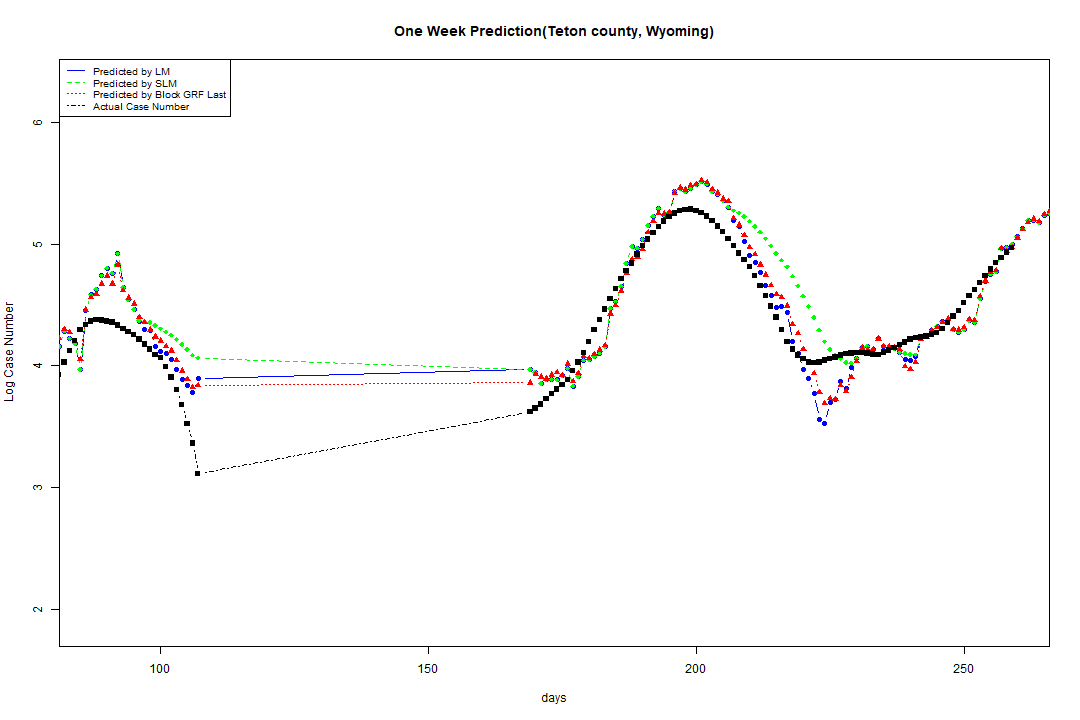 One Week Prediction(Teton county, Wyoming)
Predicted by LM
Predicted by SLM
Predicted by Block GRF Last
Actual Case Number
Log Case Number
6
5
4
3
2
100
150
200
250
days